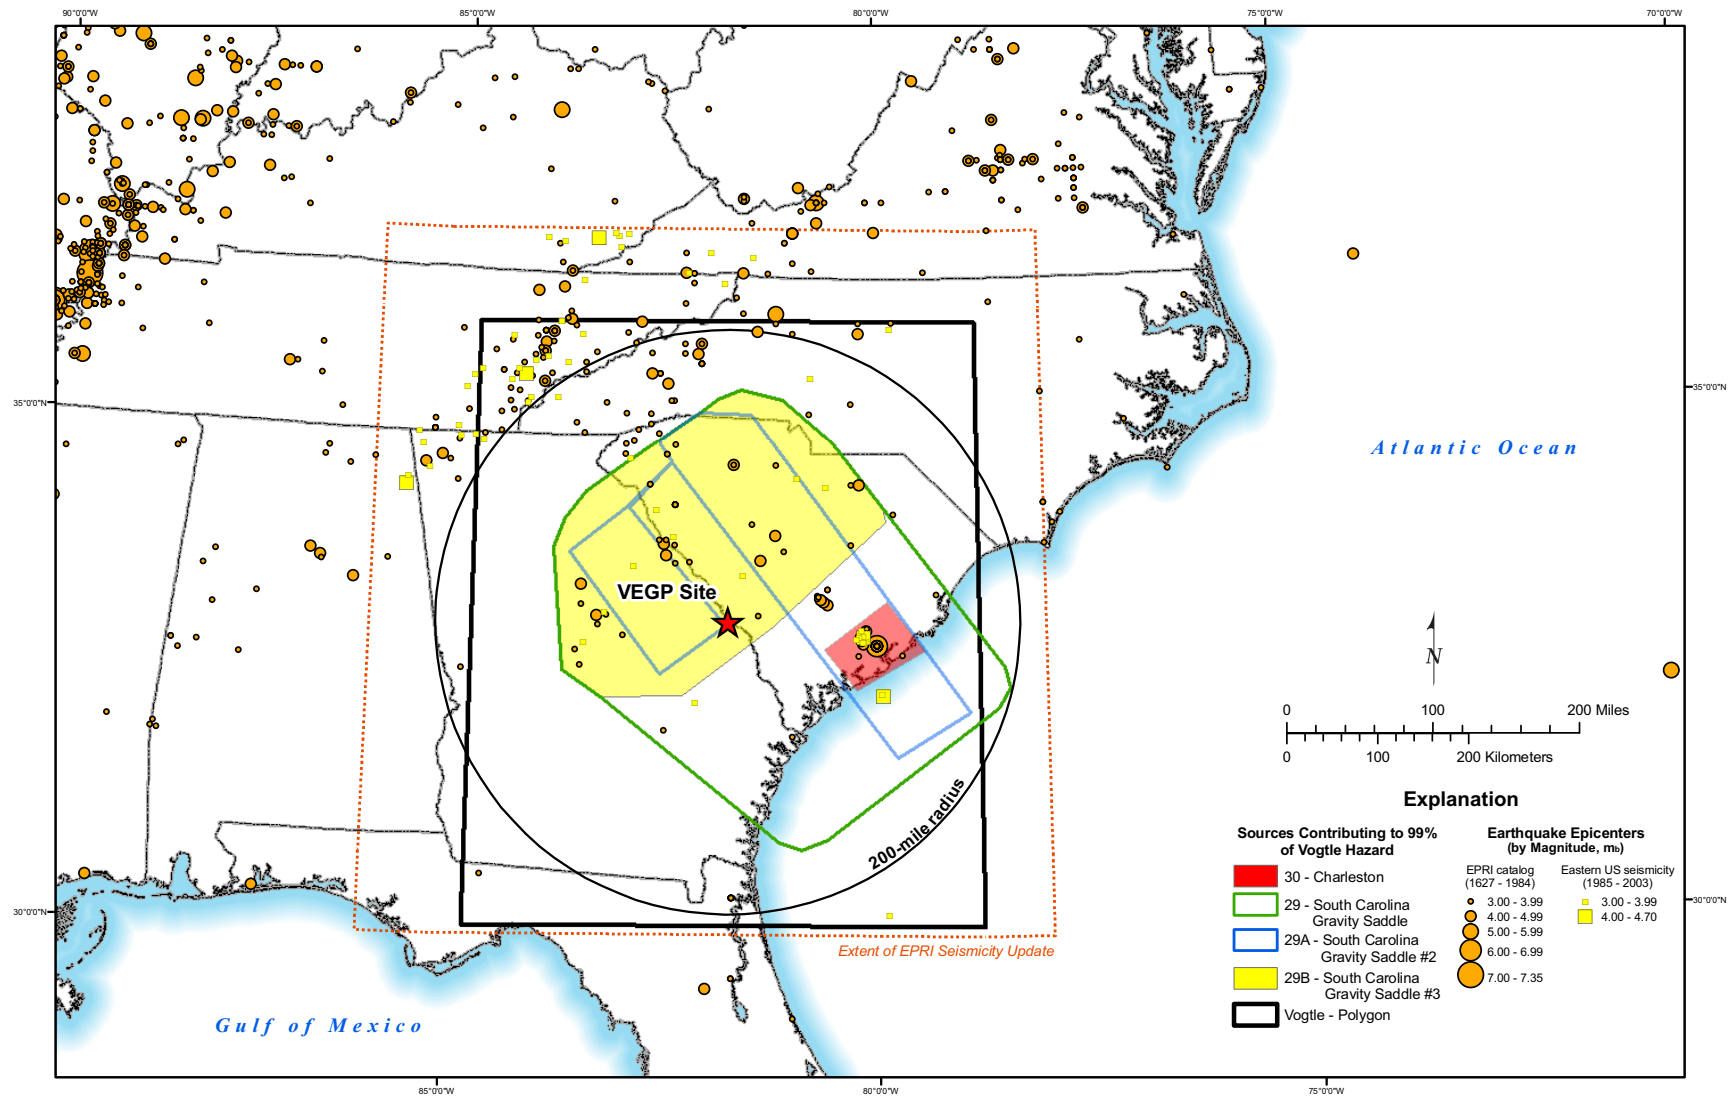 90°0'0"W
85°0'0"W
80°0'0"W
75°0'0"W
70°0'0"W
35°0'0"N
35°0'0"N
Atlantic Ocean
VEGP Site
N
0 100 200 Miles
0 100 200 Kilometers
200-mile radius
Explanation
Sources Contributing to 99%
of Vogtle Hazard
30 - Charleston
29 - South Carolina
Gravity Saddle
29A - South Carolina
Gravity Saddle #2
29B - South Carolina
Gravity Saddle #3
Vogtle - Polygon
Earthquake Epicenters
(by Magnitude, mb)
EPRI catalog
(1627 - 1984)
3.00 - 3.99
4.00 - 4.99
5.00 - 5.99
6.00 - 6.99
7.00 - 7.35
Eastern US seismicity
(1985 - 2003)
3.00 - 3.99
4.00 - 4.70
30°0'0"N
30°0'0"N
Extent of EPRI Seismicity Update
Gulf of Mexico
85°0'0"W
80°0'0"W
75°0'0"W